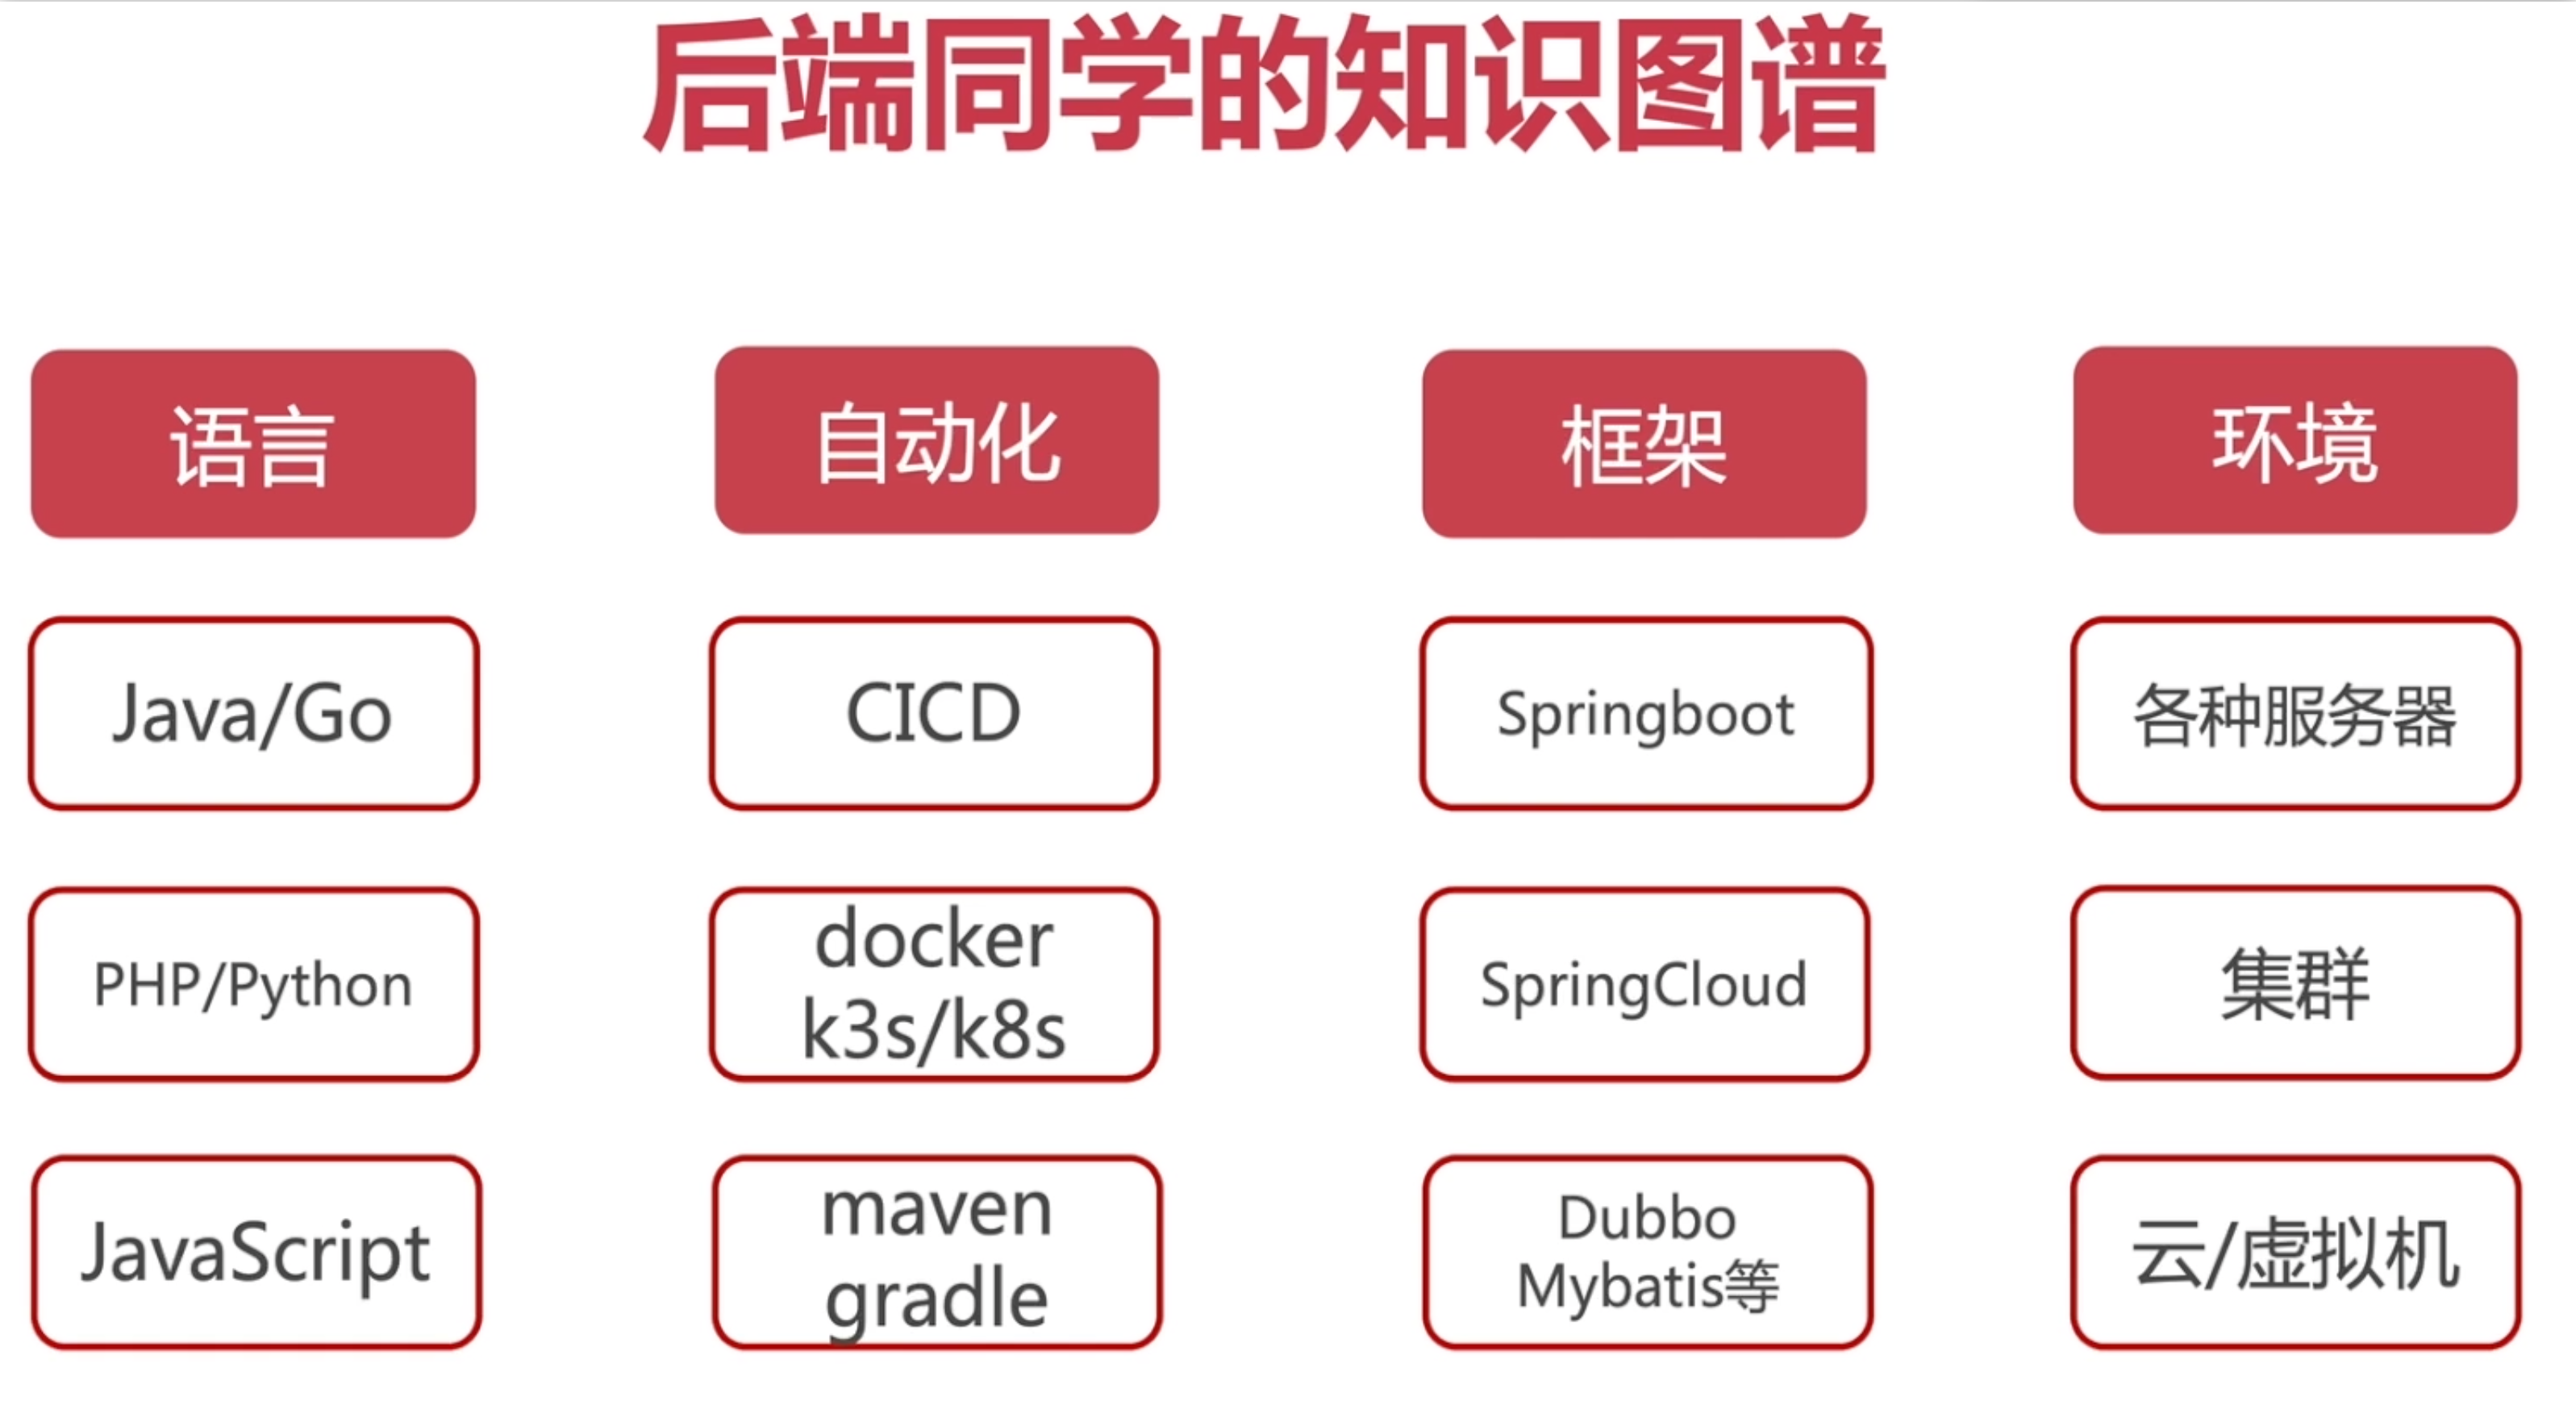 后端同学的知识图谱
语言
自动化
框架
环境
Java/Go
CICD
Springboot
各种服务器
PHP/Python
docker
k3s/k8s
SpringCloud
集群
JavaScript
maven
gradle
Dubbo
Mybatis等
云/虚拟机